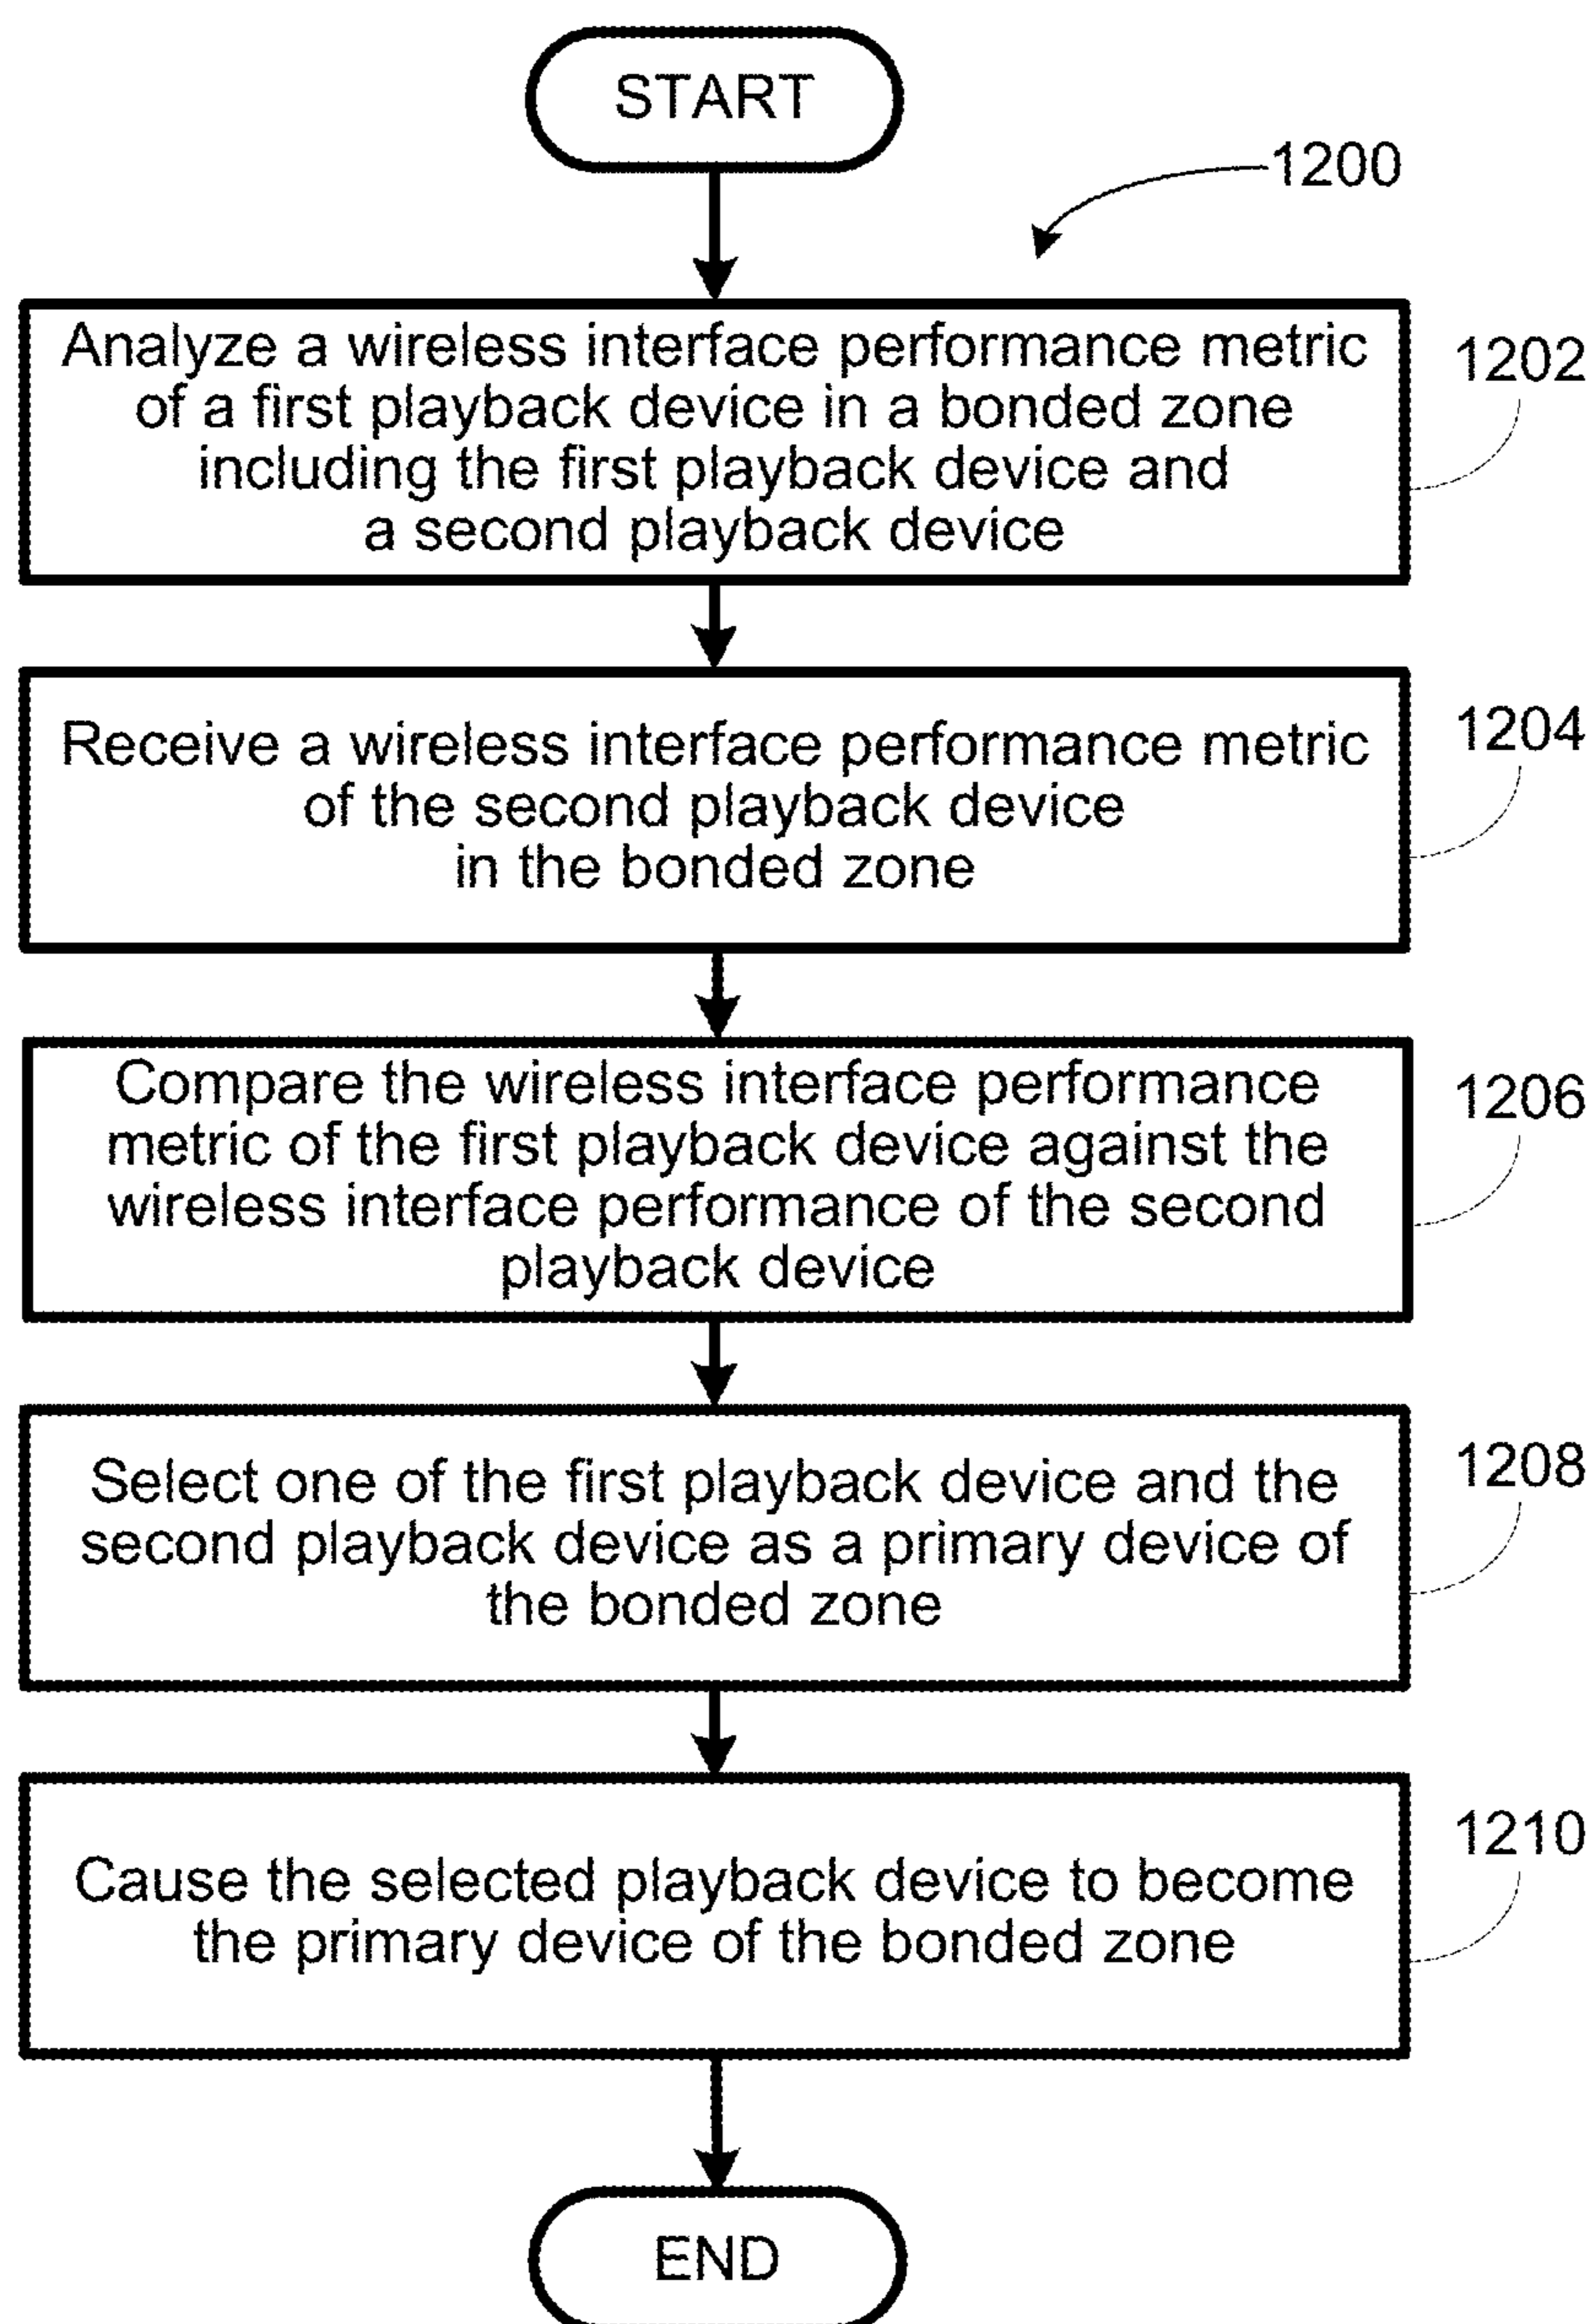 START
1200
Analyze a wireless interface performance metric
of a first playback device in a bonded zone
including the first playback device and
a second playback device
1202
Receive a wireless interface performance metric
of the second playback device
in the bonded zone
1204
Compare the wireless interface performance
metric of the first playback device against the
wireless interface performance of the second
playback device
1206
Select one of the first playback device and the
second playback device as a primary device of
the bonded zone
1208
Cause the selected playback device to become
the primary device of the bonded zone
1210
END